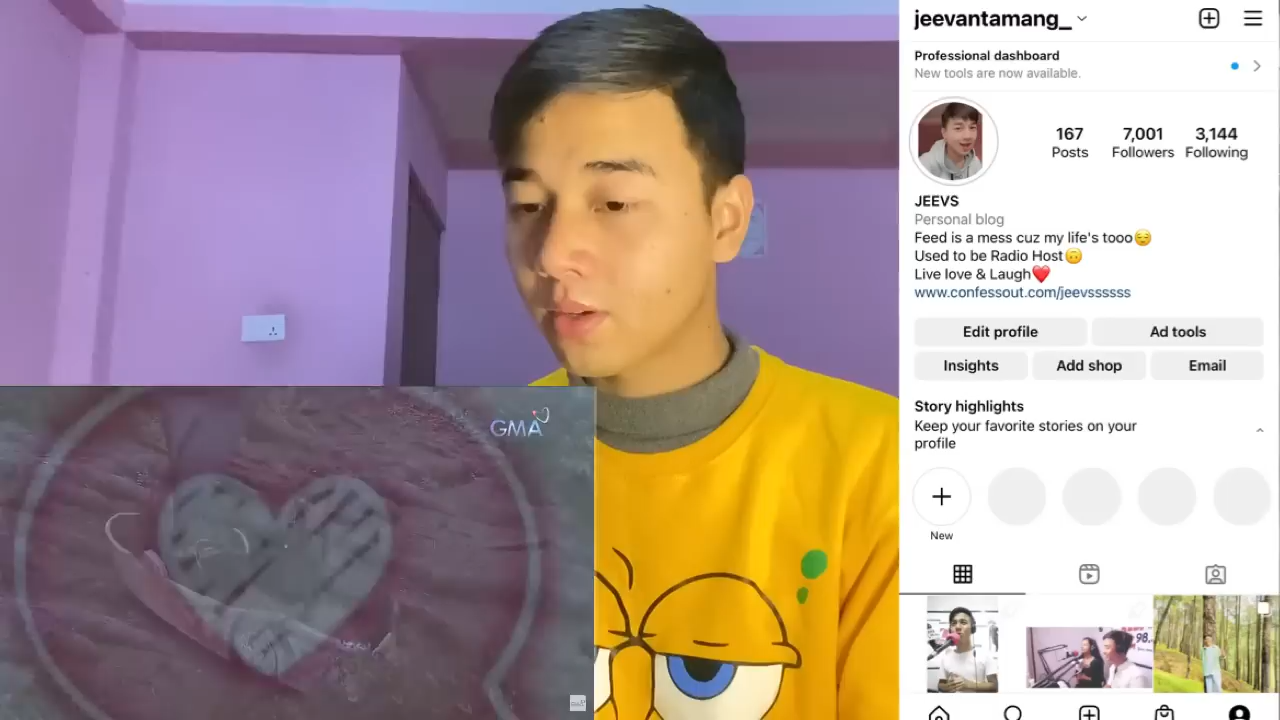 GMA
jeevantamang_
Professional dashboard
New tools are now available.
167
Posts
7,001
Followers
3,144
Following
JEEVS
Personal blog
Feed is a mess cuz my life's tooo😌
Used to be Radio Host🙃
Live love & Laugh❤️
www.confessout.com/jeevssssss
Edit profile
Ad tools
Insights
Add shop
Email
Story highlights
Keep your favorite stories on your
profile
New
98.